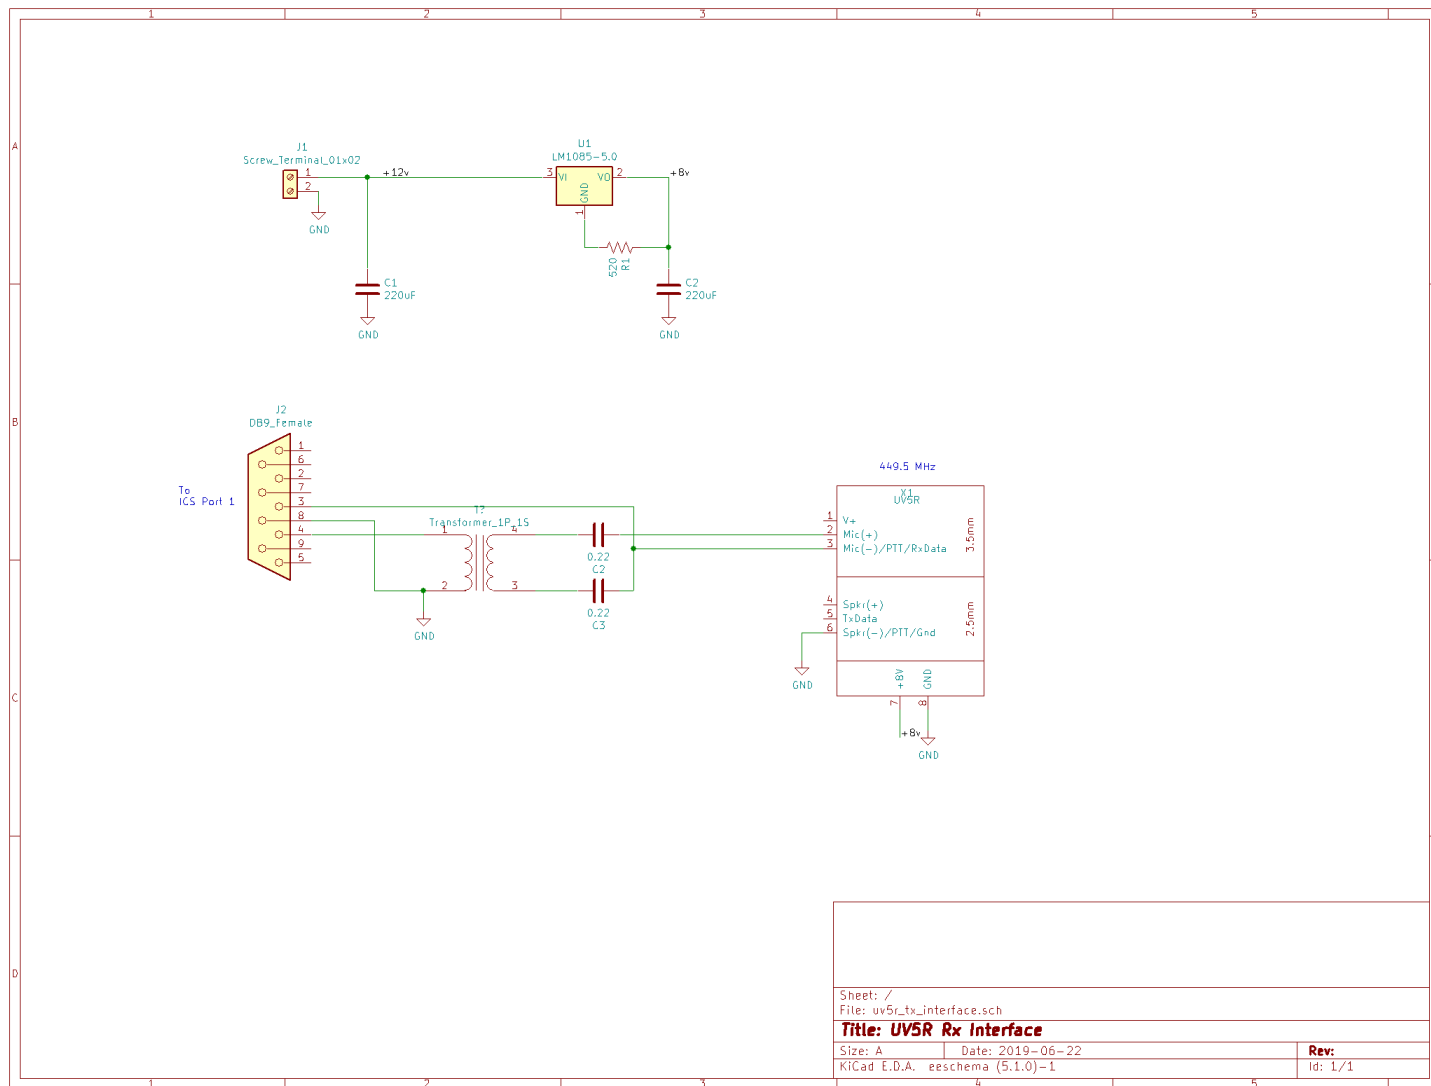 1 2 3 4 5
A
B
C
D
J1
Screw_Terminal_01x02
1
2
GND
+12v
C1
220uF
GND
U1
LM1085-5.0
3
VI
VO
2
GND
1
+8v
520
R1
C2
220uF
GND
J2
DB9_Female
To
ICS Port 1
1
6
2
7
3
8
4
9
5
T?
Transformer_1P_1S
1
4
2
3
GND
0.22
C2
0.22
C3
449.5 MHz
X1
UV5R
1 V+
2 Mic(+)
3 Mic(-)/PTT/RxData
3.5mm
4 Spkr(+)
5 TxData
6 Spkr(-)/PTT/Gnd
2.5mm
GND
+8V
GND
7
8
+8v
GND
Sheet: /
File: uv5r_tx_interface.sch
Title: UV5R Rx Interface
Size: A
Date: 2019-06-22
Rev:
KiCad E.D.A. eeschema (5.1.0)-1
Id: 1/1
1 2 3 4 5